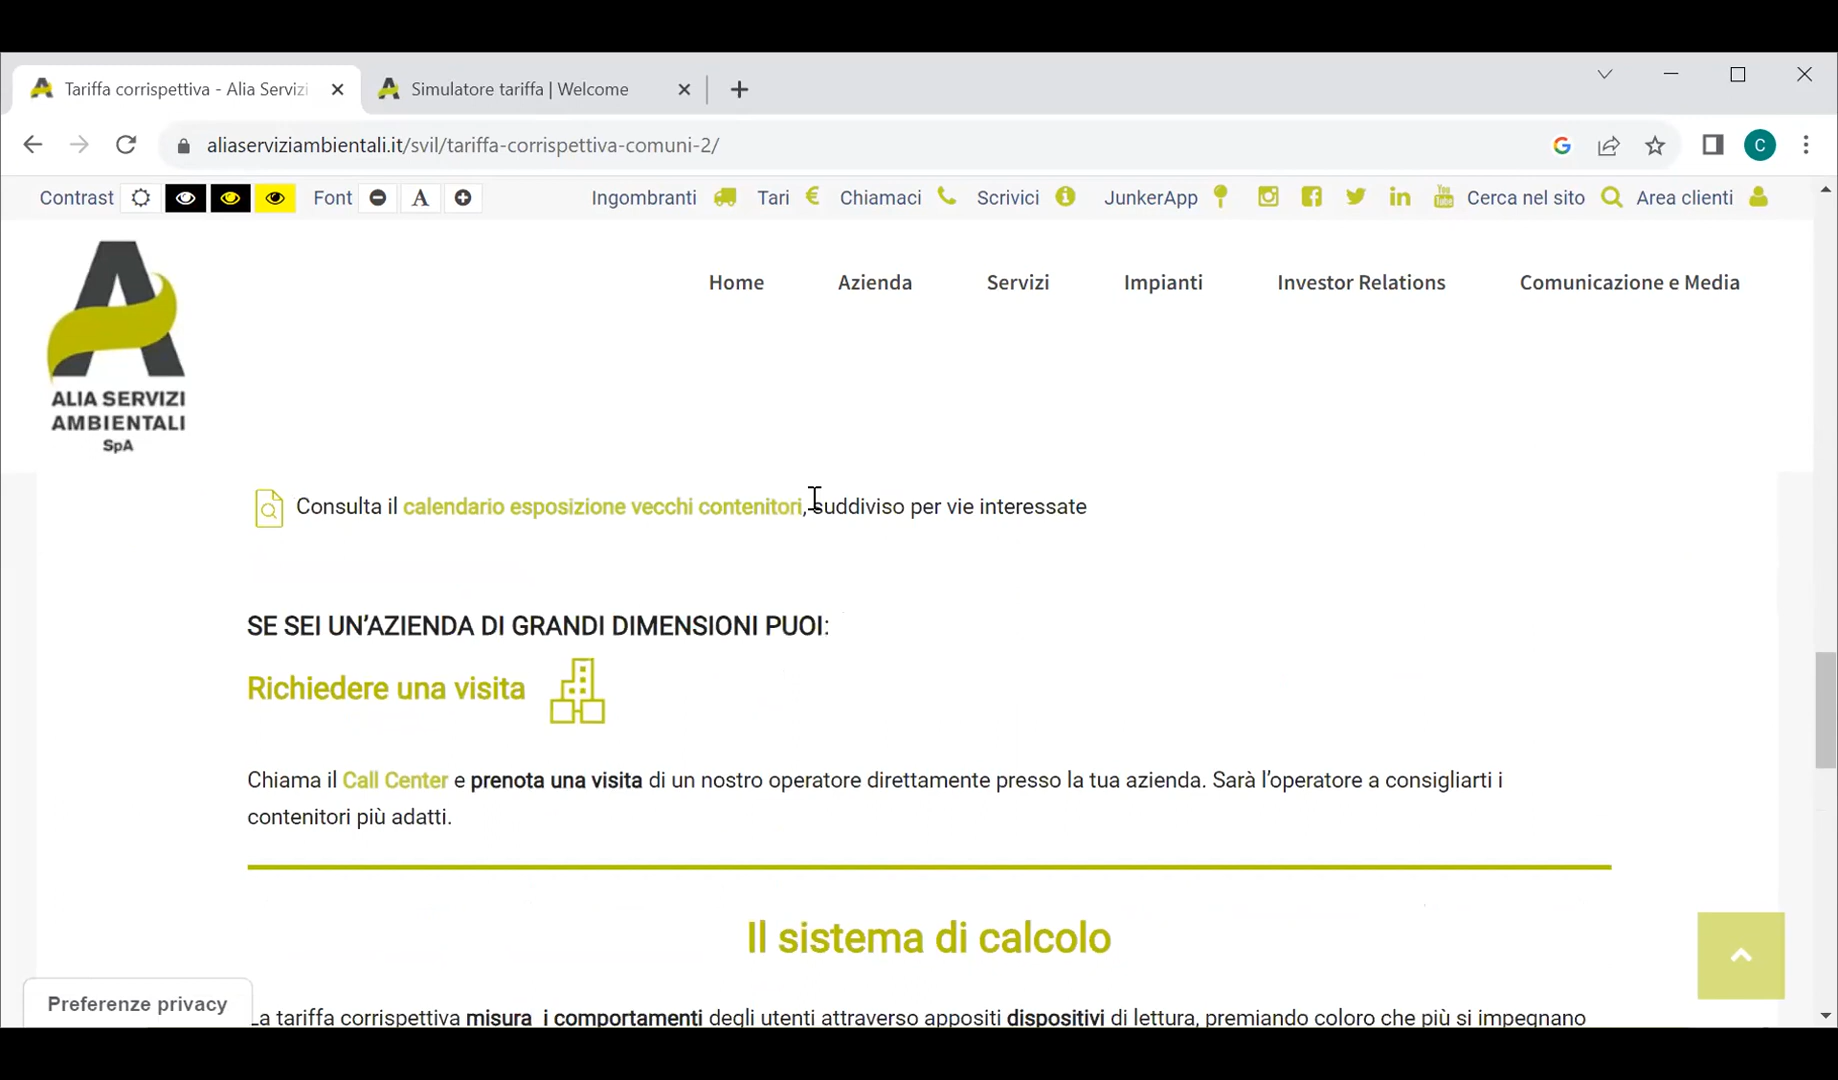 Tariffa corrispettiva - Alia Servizi
Simulatore tariffa | Welcome
aliaserviziambientali.it/svil/tariffa-corrispettiva-comuni-2/
C
Contrast
Font
A
Ingombranti
Tari
€
Chiamaci
Scrivici
JunkerApp
You
Tube
Cerca nel sito
Area clienti
Home
Azienda
Servizi
Impianti
Investor Relations
Comunicazione e Media
ALIA SERVIZI
AMBIENTALI
SpA
Consulta il calendario esposizione vecchi contenitori, suddiviso per vie interessate
SE SEI UN'AZIENDA DI GRANDI DIMENSIONI PUOI:
Richiedere una visita
Chiama il Call Center e prenota una visita di un nostro operatore direttamente presso la tua azienda. Sarà l'operatore a consigliarti i
contenitori più adatti.
Il sistema di calcolo
Preferenze privacy
La tariffa corrispettiva misura i comportamenti degli utenti attraverso appositi dispositivi di lettura, premiando coloro che più si impegnano